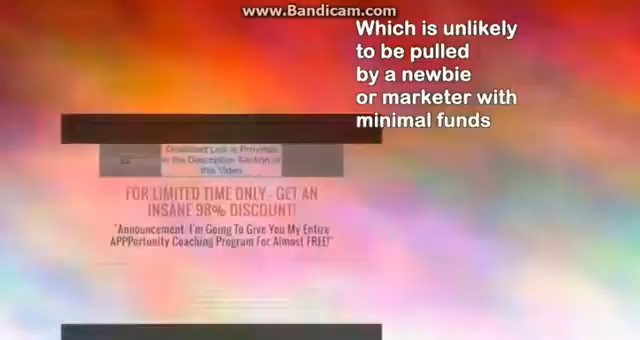 www.Bandicam.com
Which is unlikely
to be pulled
by a newbie
or marketer with
minimal funds
Download Link is Provided
in the Description Section of
this Video
FOR LIMITED TIME ONLY - GET AN
INSANE 98% DISCOUNT!
"Announcement: I'm Going To Give You My Entire
APPPortunity Coaching Program For Almost FREE!"